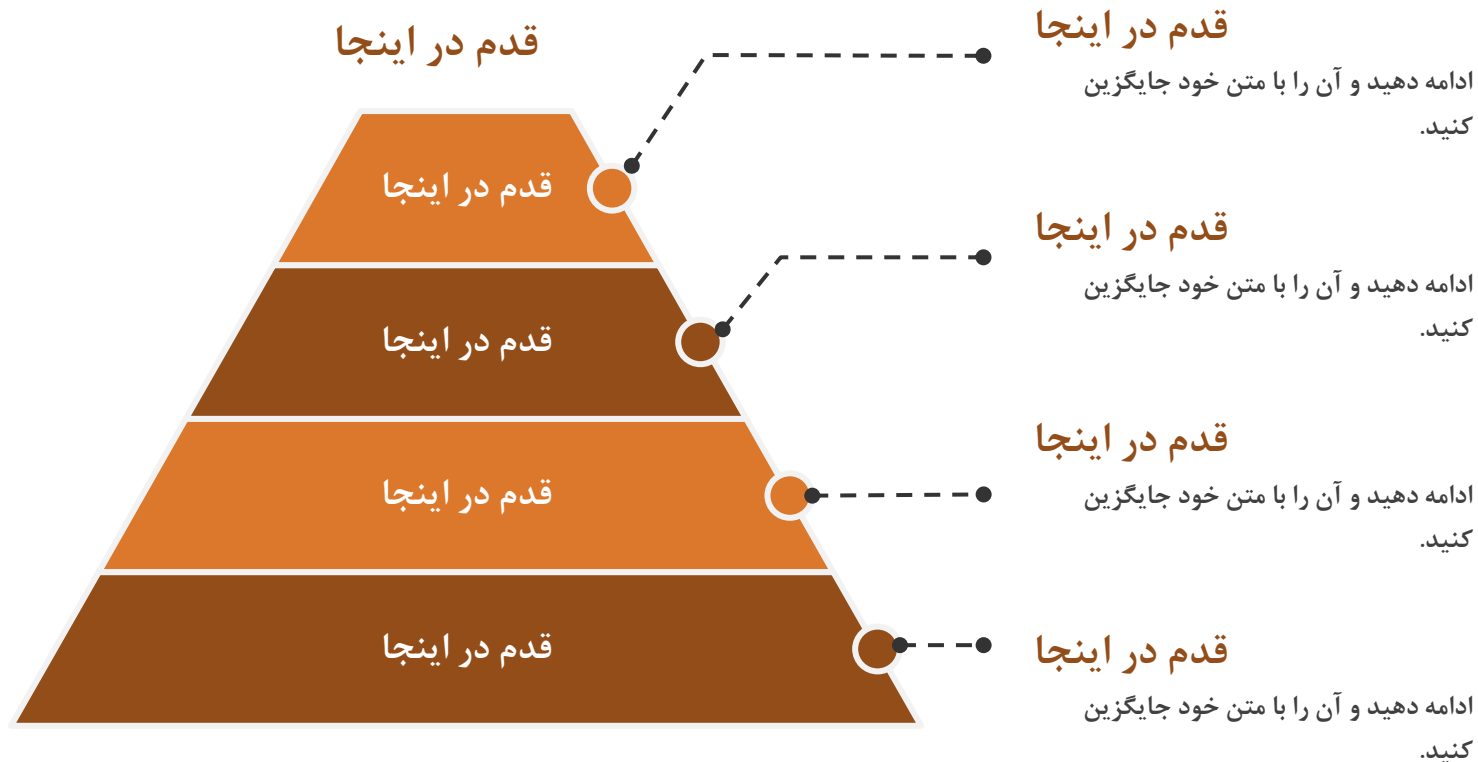 قدم در اینجا
قدم در اینجا
قدم در اینجا
قدم در اینجا
قدم در اینجا
قدم در اینجا
ادامه دهید و آن را با متن خود جایگزین
کنید.
قدم در اینجا
ادامه دهید و آن را با متن خود جایگزین
کنید.
قدم در اینجا
ادامه دهید و آن را با متن خود جایگزین
کنید.
قدم در اینجا
ادامه دهید و آن را با متن خود جایگزین
کنید.